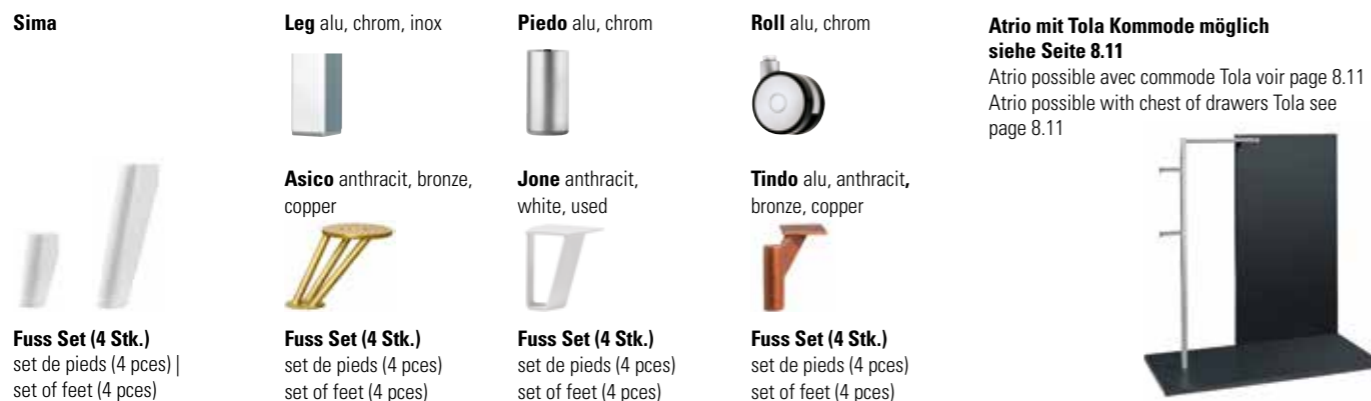 Sima
Leg alu, chrom, inox
Piedo alu, chrom
Roll alu, chrom
Asico anthracit, bronze,
copper
Jone anthracit,
white, used
Tindo alu, anthracit,
bronze, copper
Fuss Set (4 Stk.)
set de pieds (4 pces) |
set of feet (4 pces)
Fuss Set (4 Stk.)
set de pieds (4 pces)
set of feet (4 pces)
Fuss Set (4 Stk.)
set de pieds (4 pces)
set of feet (4 pces)
Fuss Set (4 Stk.)
set de pieds (4 pces)
set of feet (4 pces)
Atrio mit Tola Kommode möglich
siehe Seite 8.11
Atrio possible avec commode Tola voir page 8.11
Atrio possible with chest of drawers Tola see
page 8.11